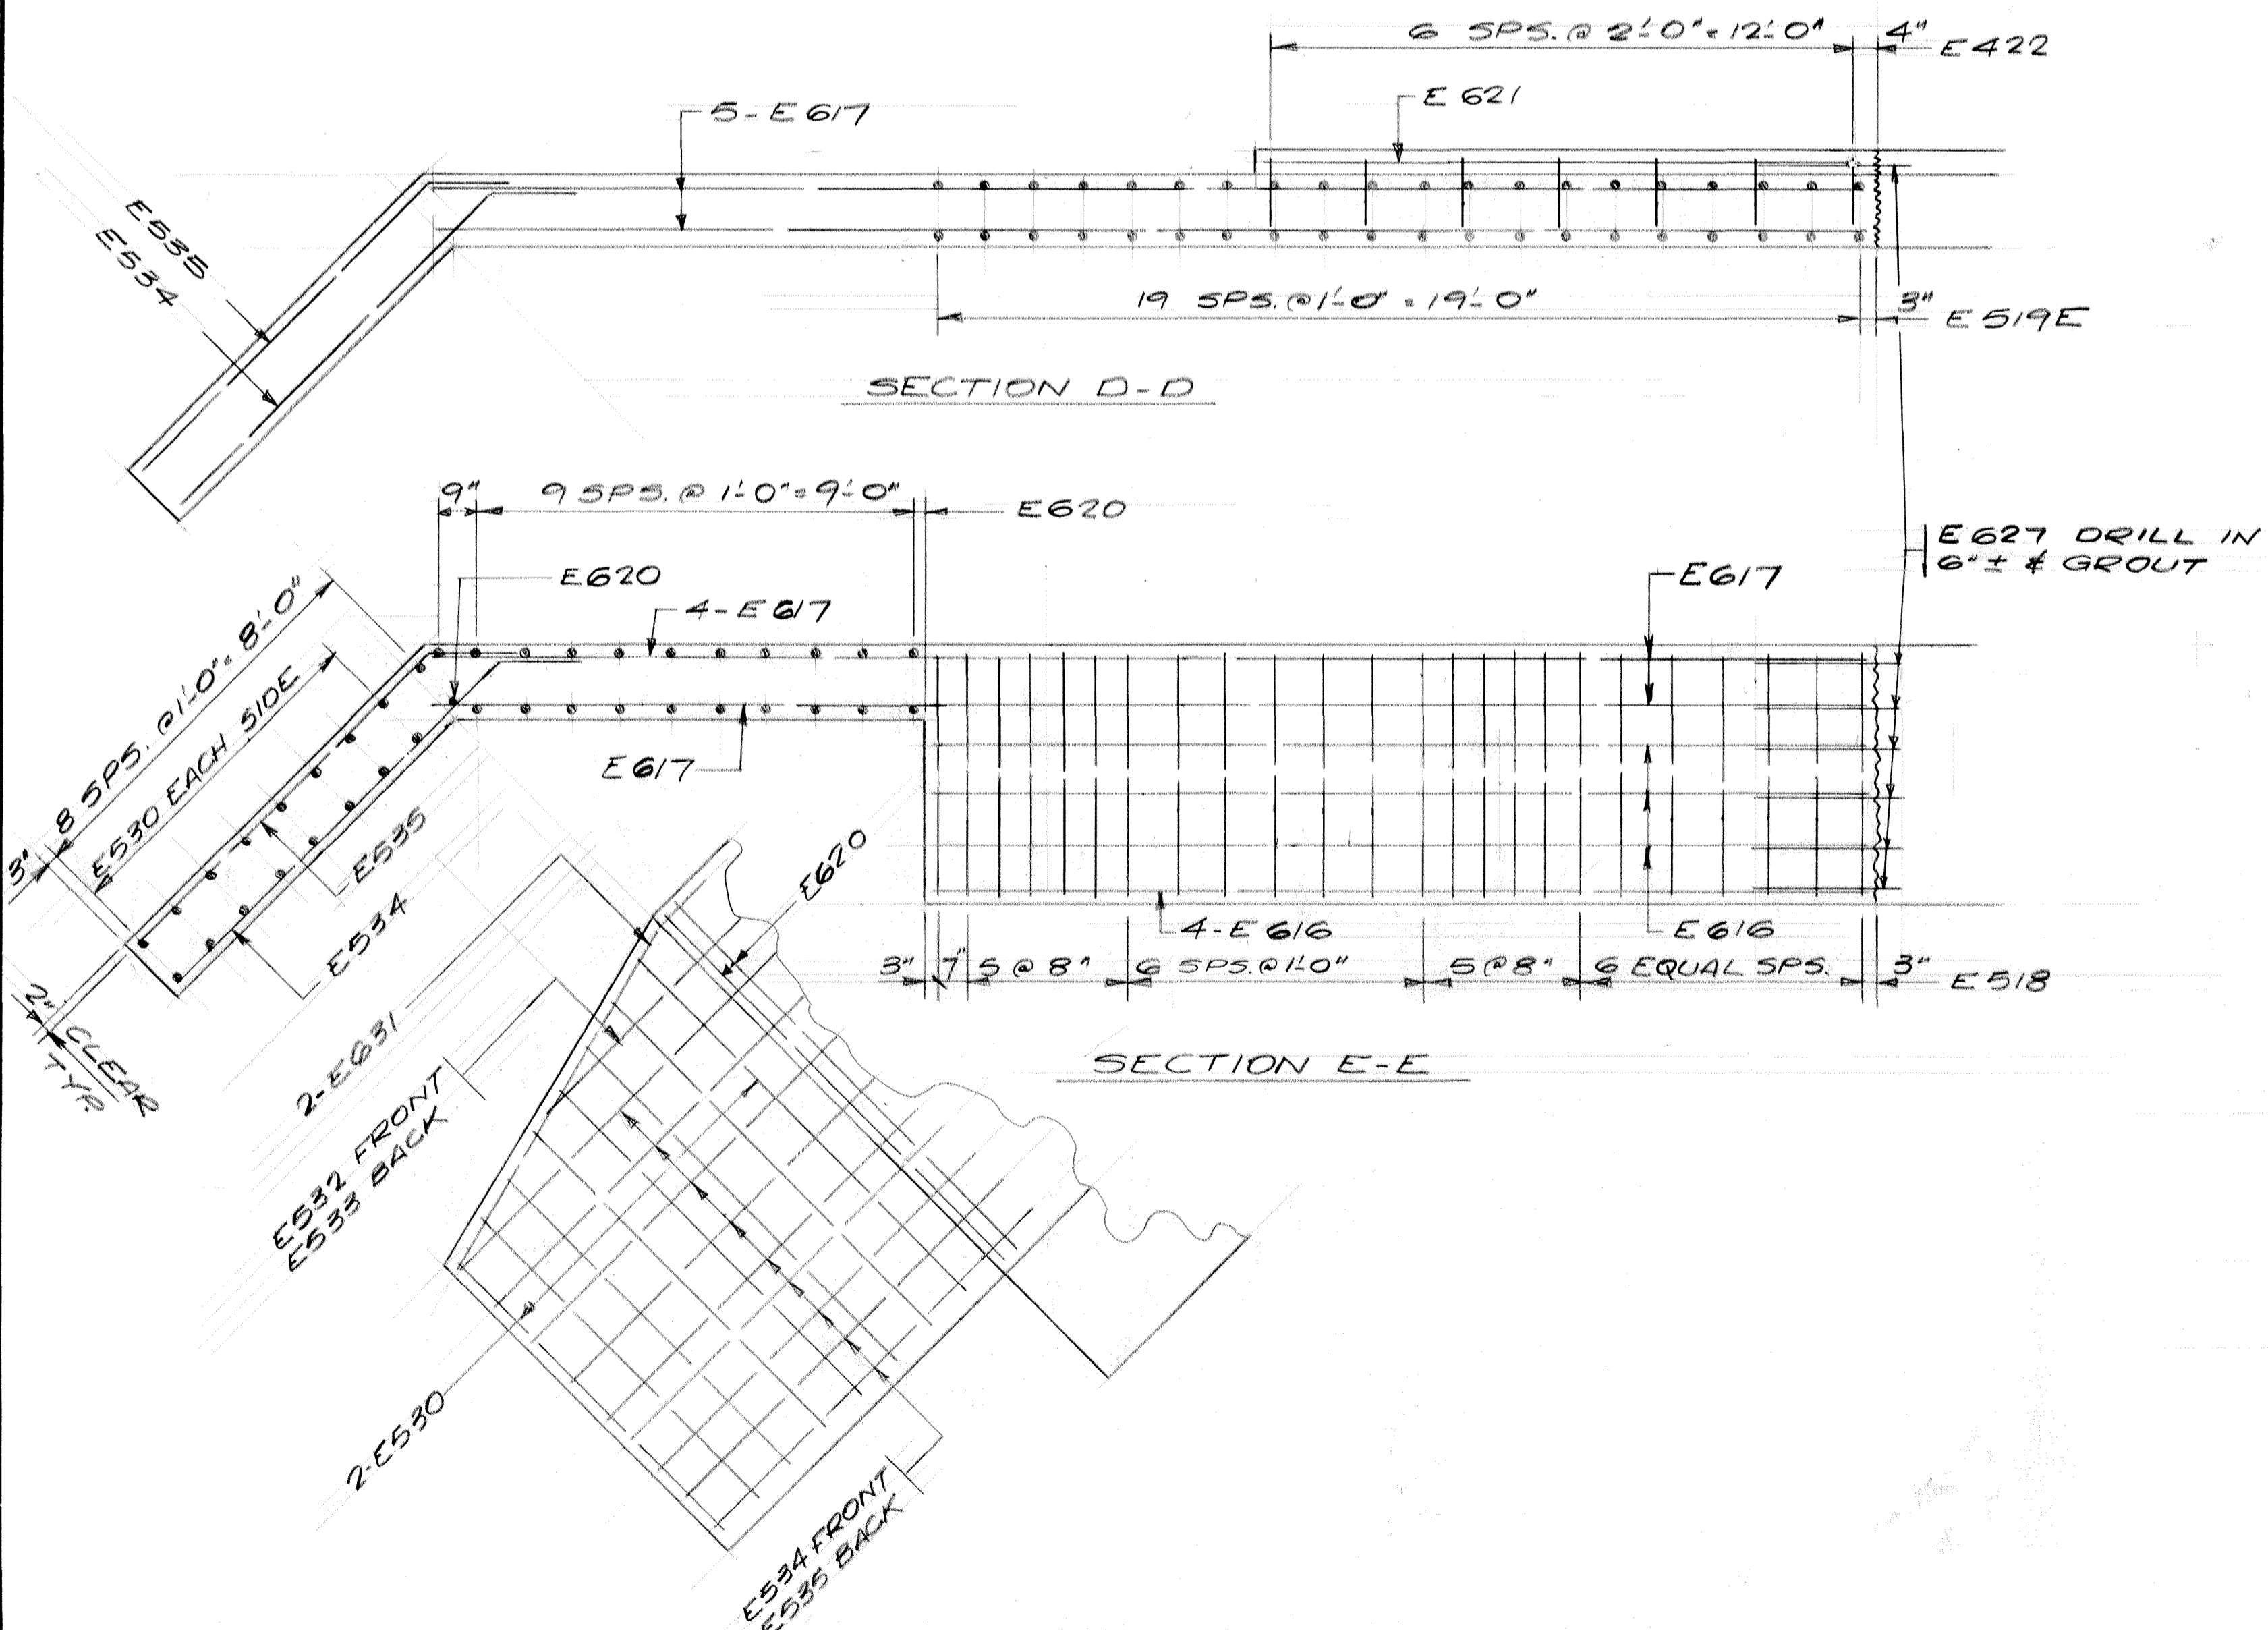 6 SPS. @ 2'-0" = 12'-0"
4"
E422
E621
5-E617
E535
E534
19 SPS. @ 1'-0" = 19'-0"
3"
E519E
SECTION D-D
9"
9 SPS. @ 1'-0" = 9'-0"
E620
E627 DRILL IN
6"± & GROUT
E620
4-E617
E617
8 SPS. @ 1'-0" = 8'-0"
E530 EACH SIDE
3"
E617
E535
E534
E620
2" CLEAR
TYP.
4-E616
E616
3"
7"
5 @ 8"
6 SPS. @ 1'-0"
5 @ 8"
6 EQUAL SPS.
3"
E518
SECTION E-E
2-E631
E532 FRONT
E533 BACK
2-E530
E534 FRONT
E535 BACK